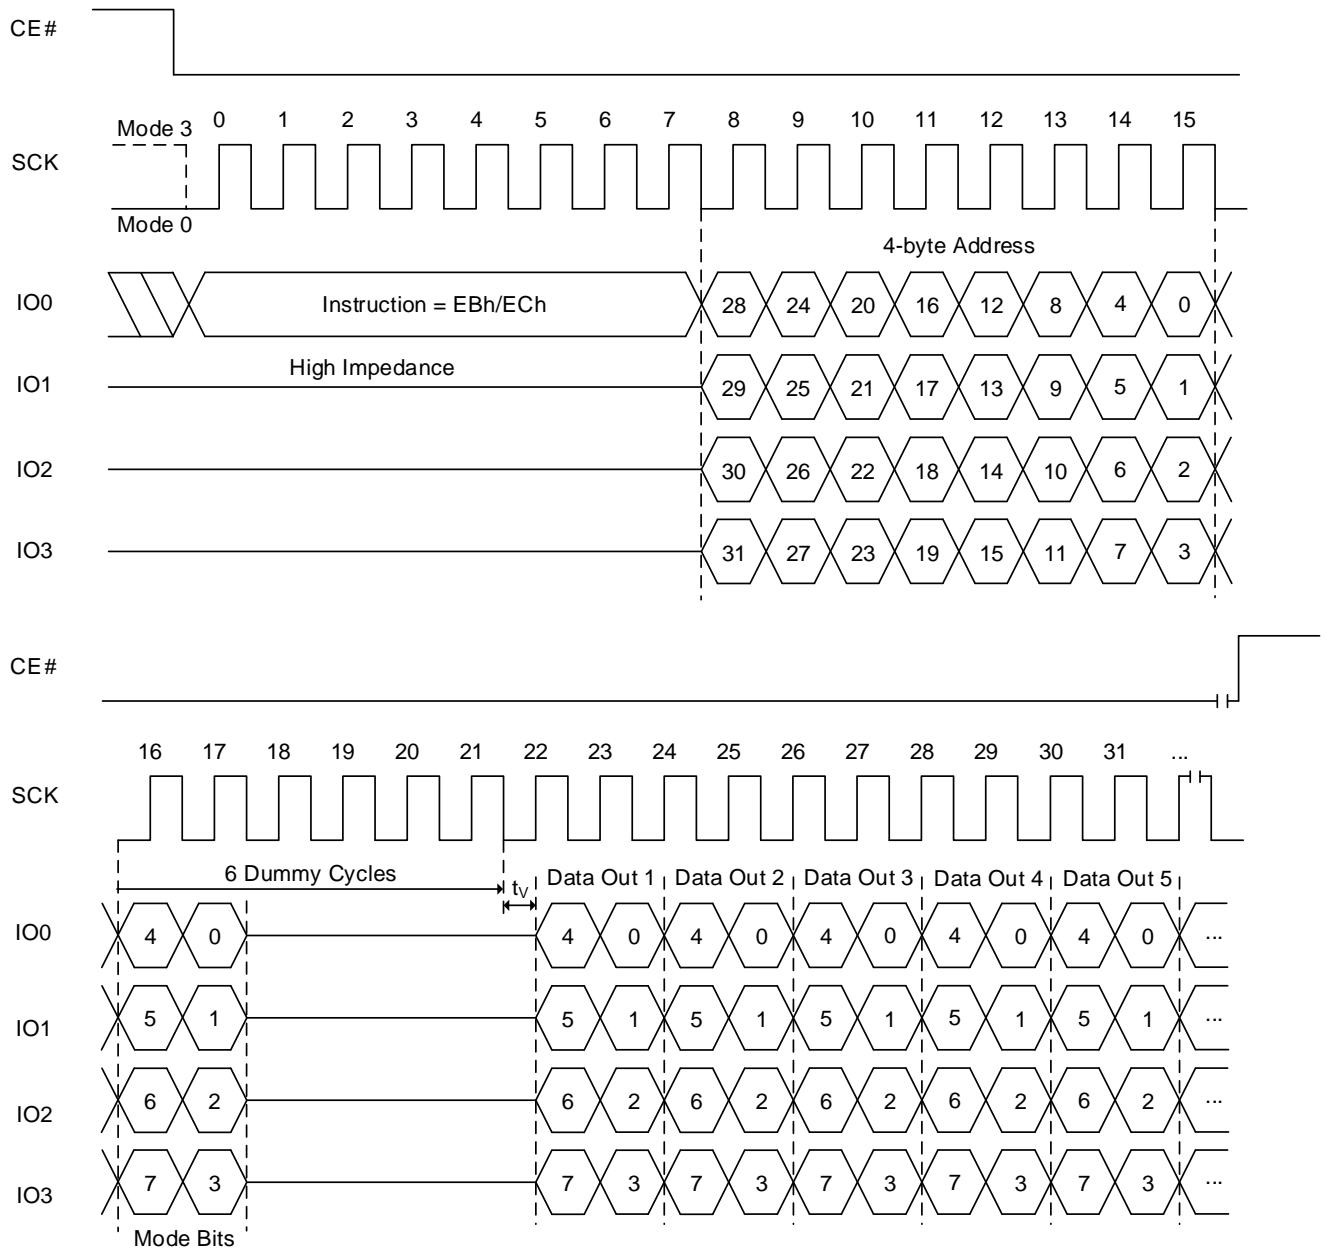 CE#
Mode 3 0 1 2 3 4 5 6 7 8 9 10 11 12 13 14 15
SCK
Mode 0
4-byte Address
IO0 Instruction = EBh/ECh 28 24 20 16 12 8 4 0
High Impedance
IO1 29 25 21 17 13 9 5 1
IO2 30 26 22 18 14 10 6 2
IO3 31 27 23 19 15 11 7 3
CE#
16 17 18 19 20 21 22 23 24 25 26 27 28 29 30 31 ...
SCK
6 Dummy Cycles tV Data Out 1 Data Out 2 Data Out 3 Data Out 4 Data Out 5
IO0 4 0 4 0 4 0 4 0 4 0 4 0 ...
IO1 5 1 5 1 5 1 5 1 5 1 5 1 ...
IO2 6 2 6 2 6 2 6 2 6 2 6 2 ...
IO3 7 3 7 3 7 3 7 3 7 3 7 3 ...
Mode Bits